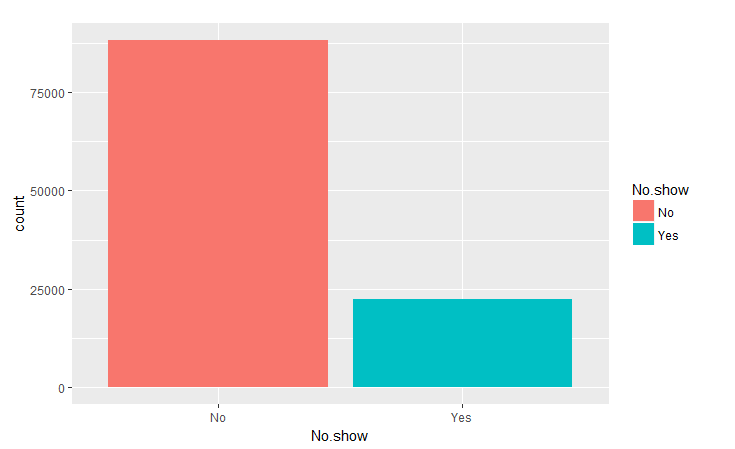 count
75000
50000
25000
0
No
Yes
No.show
No.show
No
Yes